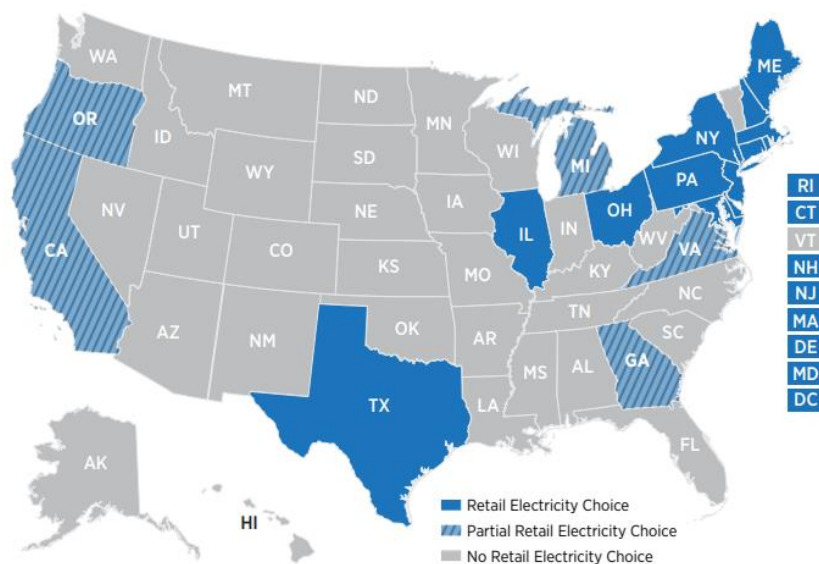 WA
MT
ND
MN
ME
OR
ID
SD
WI
MI
NY
WY
PA
IA
NE
OH
NV
UT
IL
IN
CA
CO
WV
VA
KS
MO
KY
NC
TN
AZ
NM
OK
AR
SC
MS
AL
GA
TX
LA
FL
AK
HI
RI
CT
VT
NH
NJ
MA
DE
MD
DC
Retail Electricity Choice
Partial Retail Electricity Choice
No Retail Electricity Choice